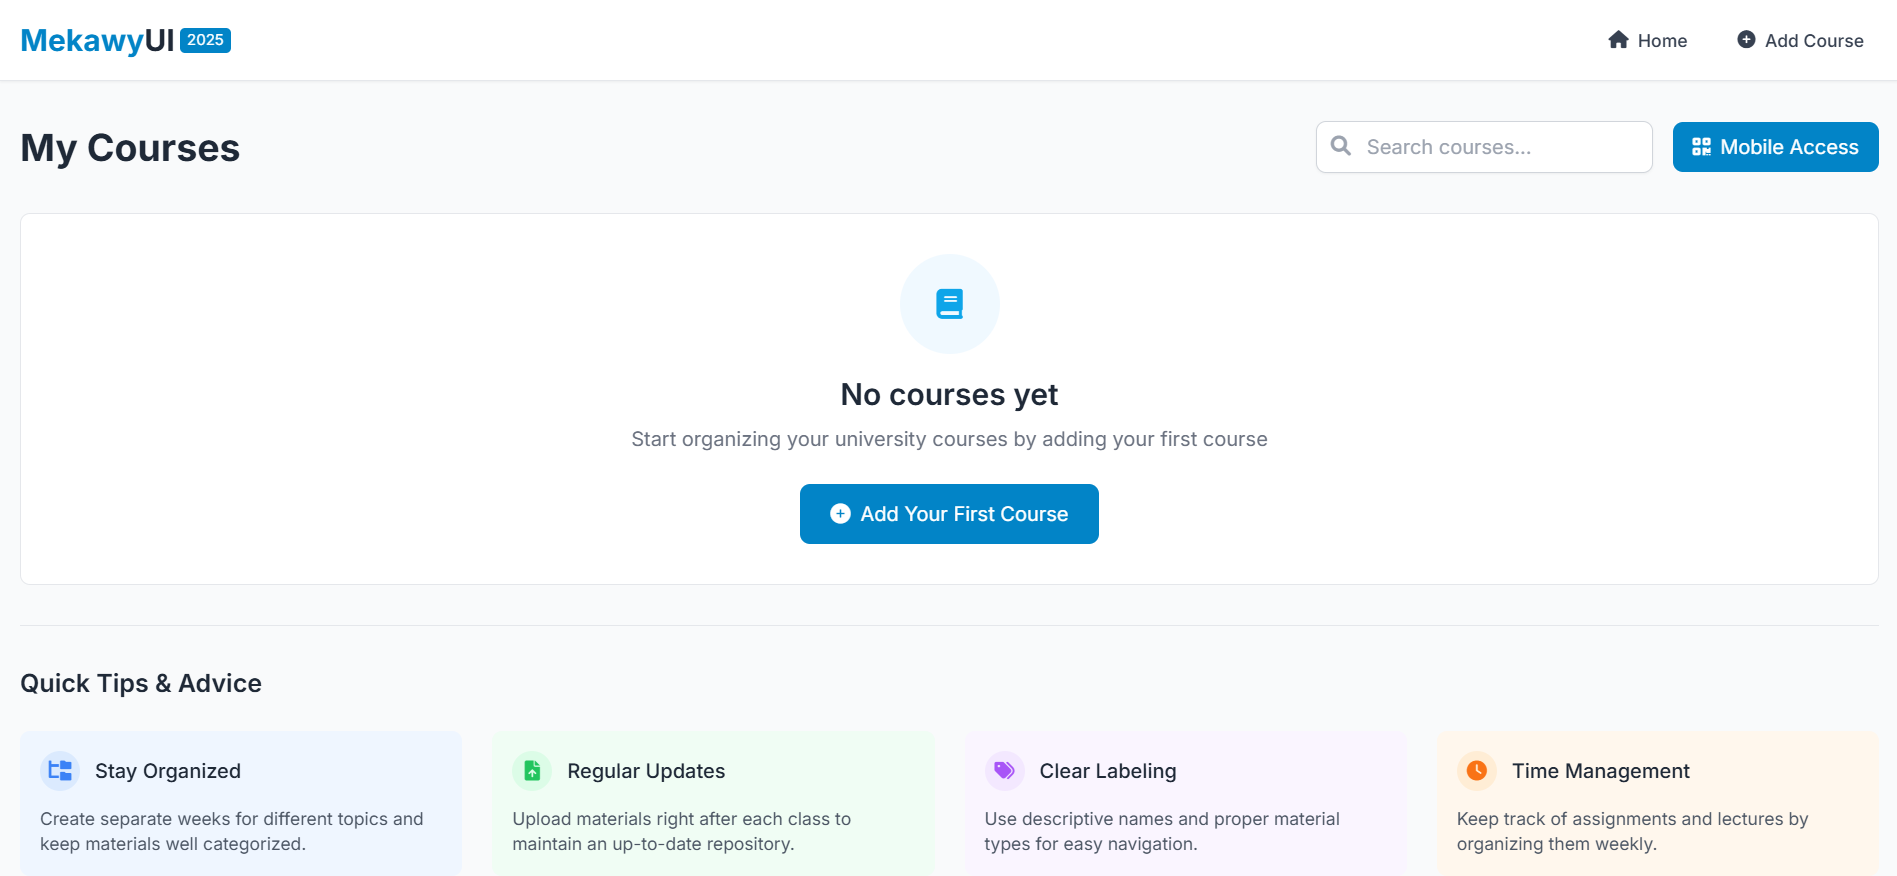 MekawyUI 2025
Home
Add Course
My Courses
Search courses...
Mobile Access
No courses yet
Start organizing your university courses by adding your first course
Add Your First Course
Quick Tips & Advice
Stay Organized
Create separate weeks for different topics and
keep materials well categorized.
Regular Updates
Upload materials right after each class to
maintain an up-to-date repository.
Clear Labeling
Use descriptive names and proper material
types for easy navigation.
Time Management
Keep track of assignments and lectures by
organizing them weekly.